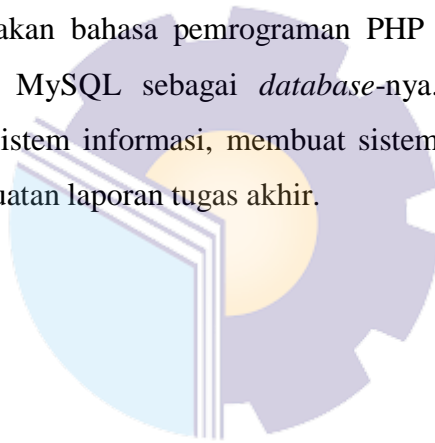 akan bahasa pemrograman PHP
MySQL sebagai database-nya.
istem informasi, membuat sistem
uatan laporan tugas akhir.